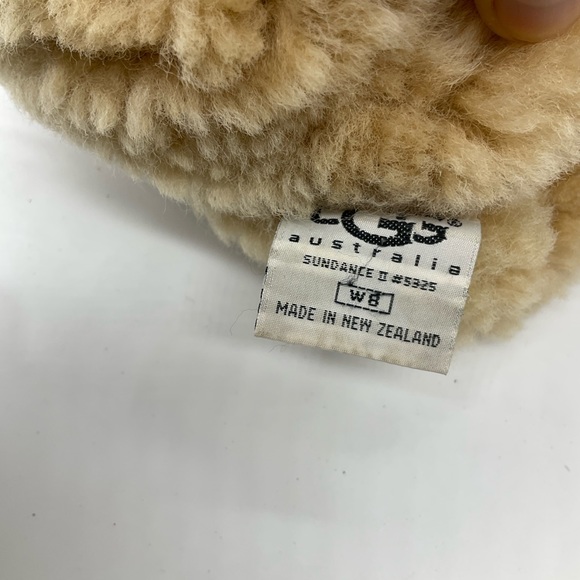 UGG®
australia
SUNDANCE II #5325
W8
MADE IN NEW ZEALAND